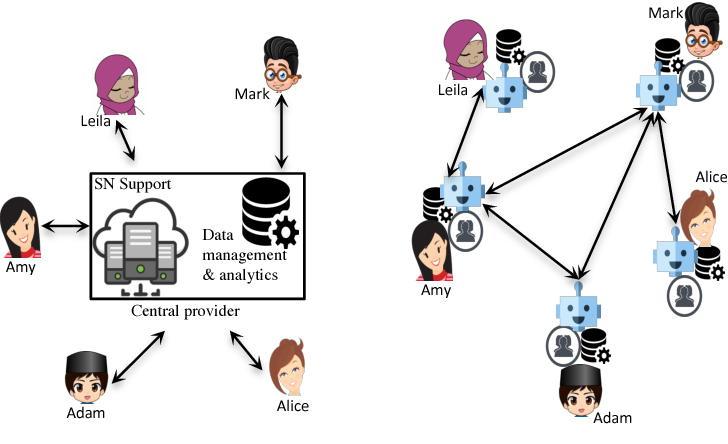 Mark
Leila
SN Support
Data
management
& analytics
Amy
Central provider
Adam
Alice
Mark
Leila
Alice
Amy
Adam